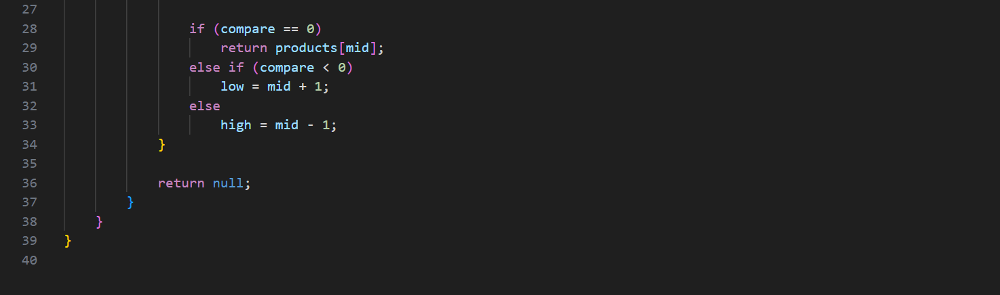 27
28 if (compare == 0)
29 return products[mid];
30 else if (compare < 0)
31 low = mid + 1;
32 else
33 high = mid - 1;
34 }
35
36 return null;
37 }
38 }
39 }
40